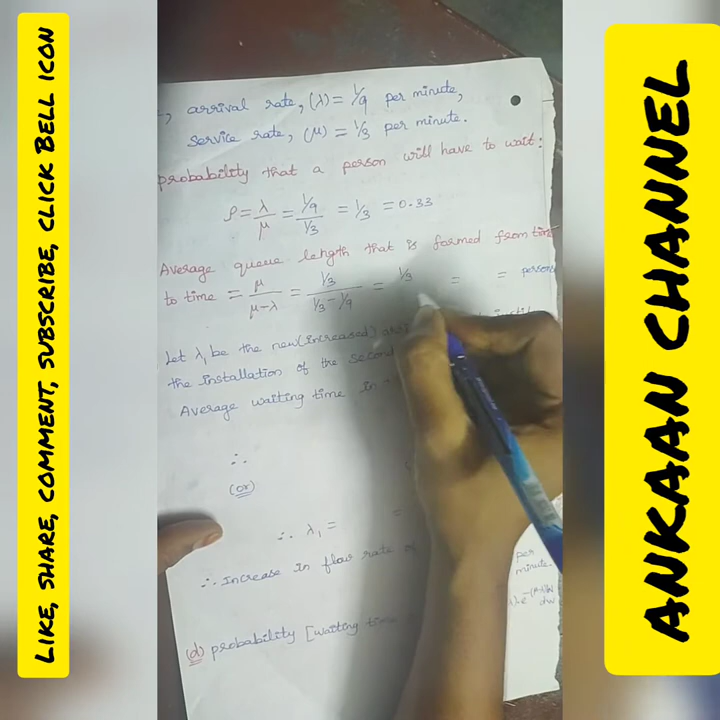 LIKE, SHARE, COMMENT, SUBSCRIBE, CLICK BELL ICON
arrival rate, (λ) = 1/9 per minute,
service rate, (μ) = 1/3 per minute.
probability that a person will have to wait:
ρ = λ/μ = (1/9)/(1/3) = 1/3 = 0.33
Average queue length that is formed from time
to time = μ/(μ-λ) = (1/3)/(1/3 - 1/9) = 1/3 = = persons
Let λ, be the new (increased)
the installation of the second
Average waiting time in
∴
(or)
∴ λ₁ = =
∴ Increase in flow rate of per
minute.
(d) probability [waiting time
ANKAAN CHANNEL